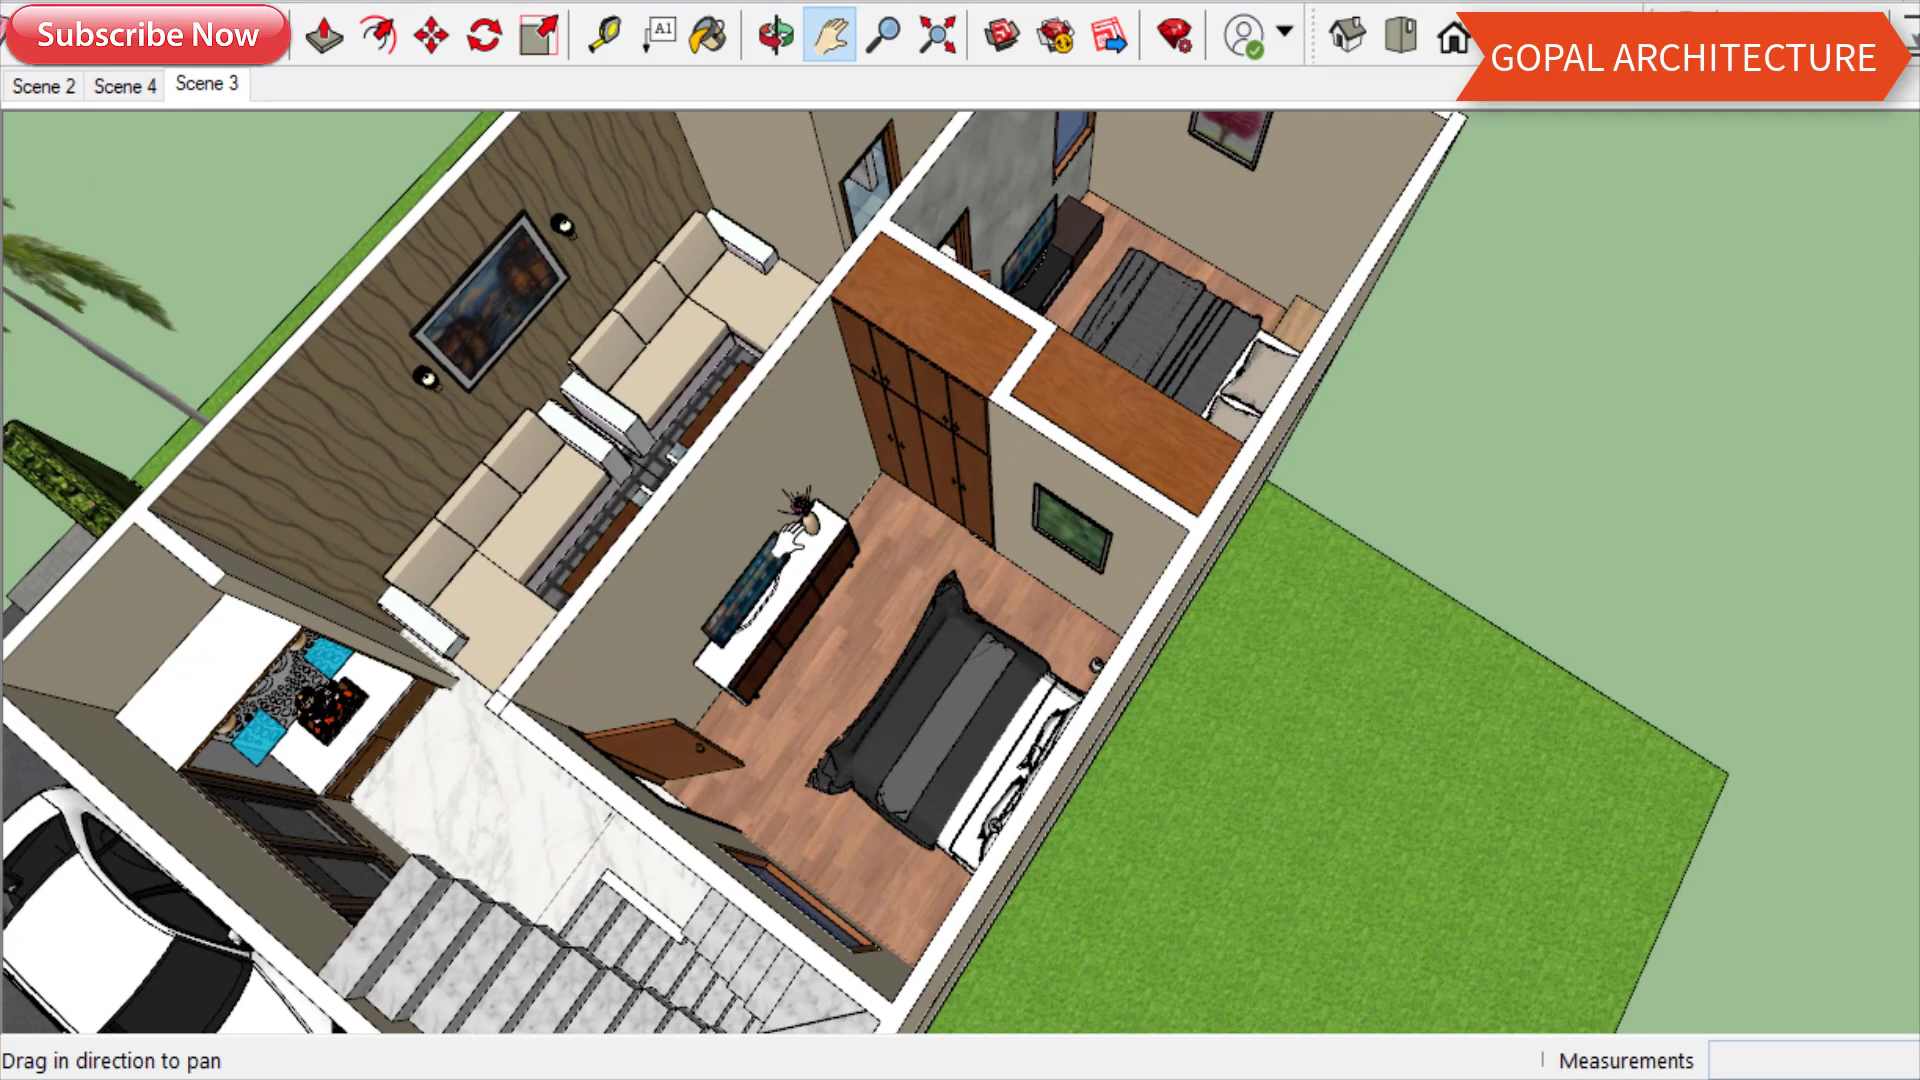 Subscribe Now
A1
GOPAL ARCHITECTURE
Scene 2
Scene 4
Scene 3
Drag in direction to pan
Measurements